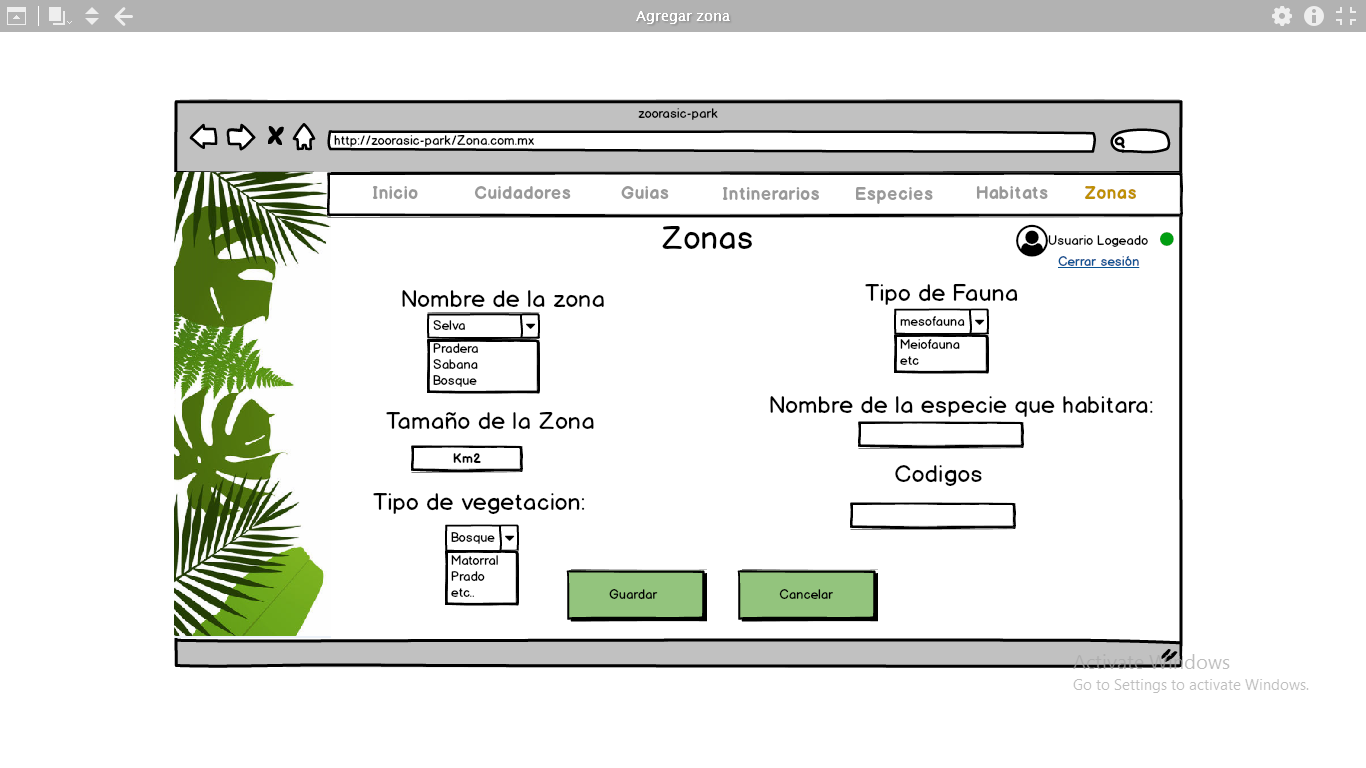 Agregar zona
zoorasic-park
http://zoorasic-park/Zona.com.mx
Inicio Cuidadores Guias Intinerarios Especies Habitats Zonas
Zonas
Usuario Logeado
Cerrar sesión
Nombre de la zona
Selva
Pradera
Sabana
Bosque
Tamaño de la Zona
Km2
Tipo de vegetacion:
Bosque
Matorral
Prado
etc..
Tipo de Fauna
mesofauna
Meiofauna
etc
Nombre de la especie que habitara:
Codigos
Guardar
Cancelar
Activate Windows
Go to Settings to activate Windows.